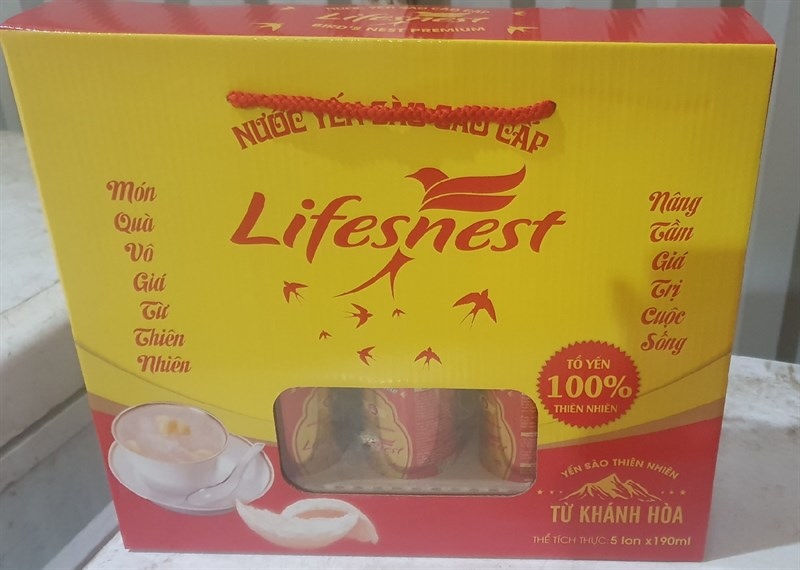 BIRD'S NEST PREMIUM
Lifesnest
NƯỚC YẾN SÀO CAO CẤP
Lifesnest
Món
Quà
Vô
Giá
Từ
Thiên
Nhiên
Nâng
Tầm
Giá
Trị
Cuộc
Sống
TỔ YẾN
100%
THIÊN NHIÊN
YẾN SÀO THIÊN NHIÊN
TỪ KHÁNH HÒA
THỂ TÍCH THỰC: 5 lon x190ml